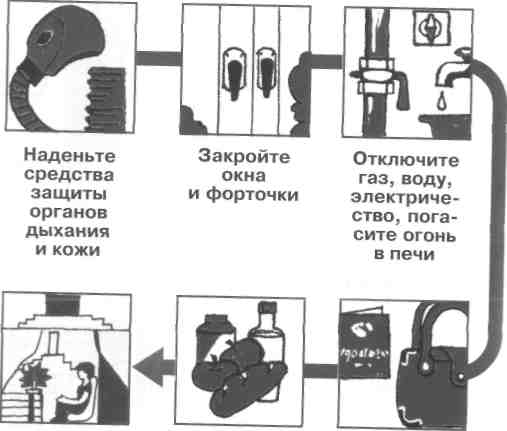 Наденьте
средства
защиты
органов
дыхания
и кожи
Закройте
окна
и форточки
Отключите
газ, воду,
электриче-
ство, пога-
сите огонь
в печи